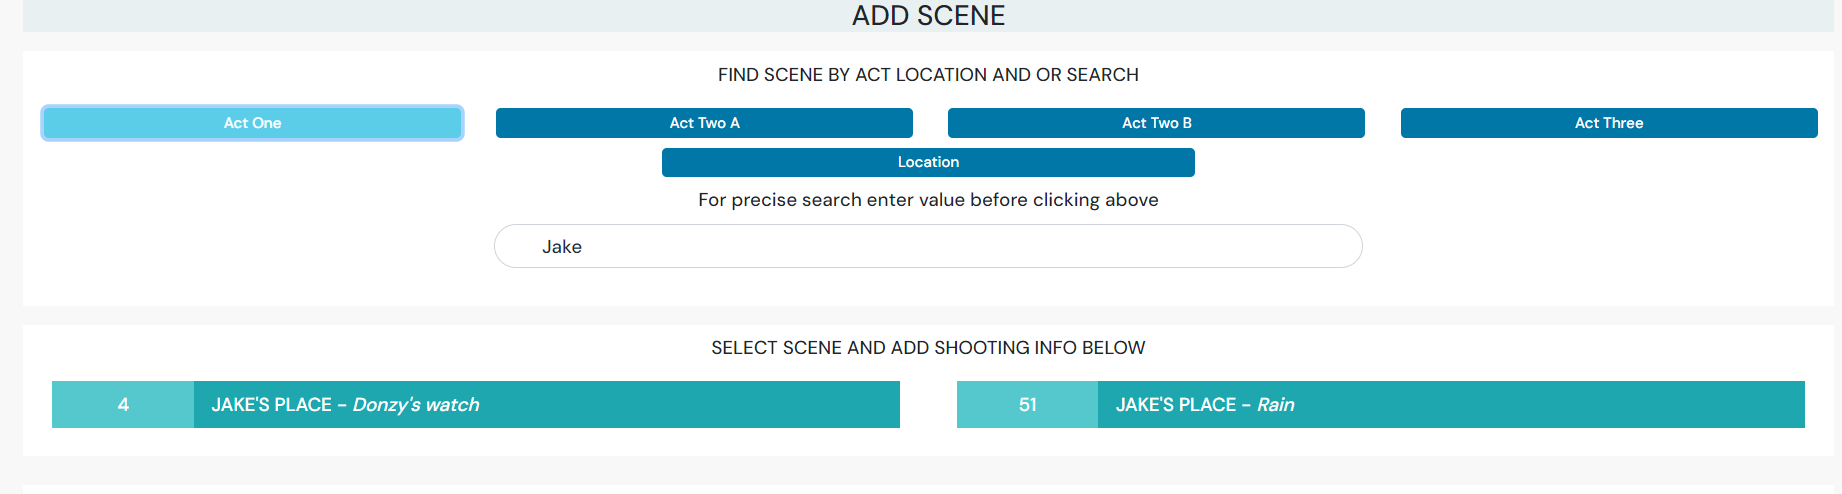 ADD SCENE
FIND SCENE BY ACT LOCATION AND OR SEARCH
Act One
Act Two A
Act Two B
Act Three
Location
For precise search enter value before clicking above
Jake
SELECT SCENE AND ADD SHOOTING INFO BELOW
4 JAKE'S PLACE - Donzy's watch
51 JAKE'S PLACE - Rain